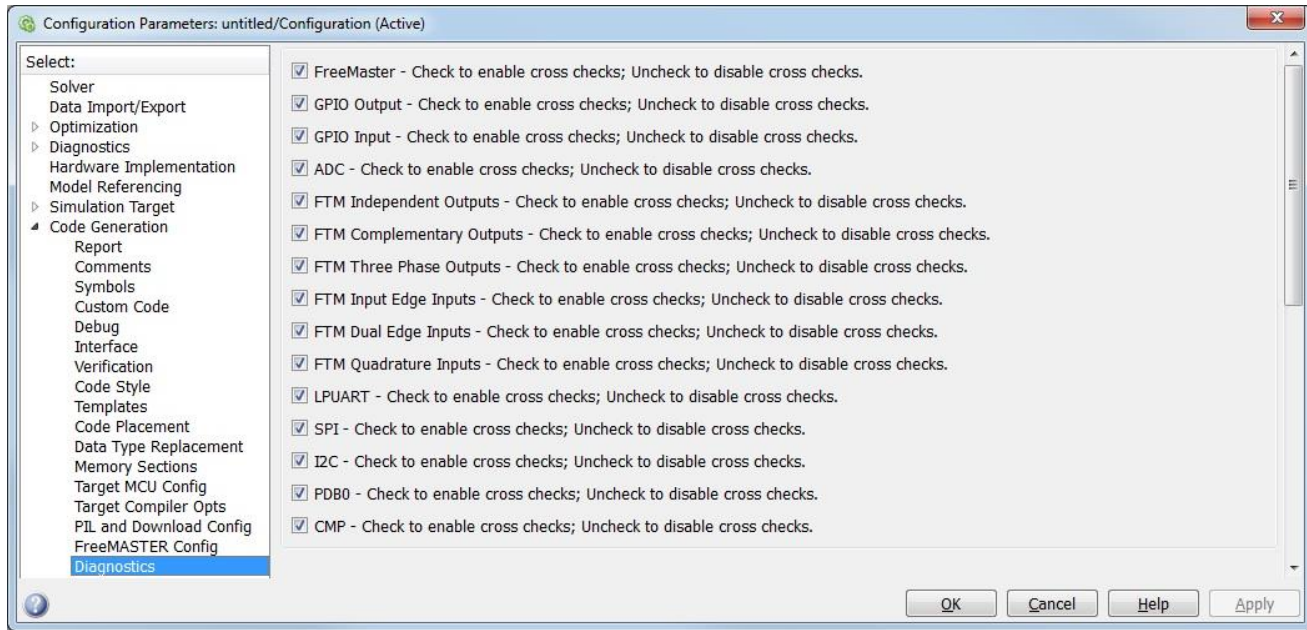 Configuration Parameters: untitled/Configuration (Active)
Select:
Solver
Data Import/Export
Optimization
Diagnostics
Hardware Implementation
Model Referencing
Simulation Target
Code Generation
Report
Comments
Symbols
Custom Code
Debug
Interface
Verification
Code Style
Templates
Code Placement
Data Type Replacement
Memory Sections
Target MCU Config
Target Compiler Opts
PIL and Download Config
FreeMASTER Config
Diagnostics
FreeMaster - Check to enable cross checks; Uncheck to disable cross checks.
GPIO Output - Check to enable cross checks; Uncheck to disable cross checks.
GPIO Input - Check to enable cross checks; Uncheck to disable cross checks.
ADC - Check to enable cross checks; Uncheck to disable cross checks.
FTM Independent Outputs - Check to enable cross checks; Uncheck to disable cross checks.
FTM Complementary Outputs - Check to enable cross checks; Uncheck to disable cross checks.
FTM Three Phase Outputs - Check to enable cross checks; Uncheck to disable cross checks.
FTM Input Edge Inputs - Check to enable cross checks; Uncheck to disable cross checks.
FTM Dual Edge Inputs - Check to enable cross checks; Uncheck to disable cross checks.
FTM Quadrature Inputs - Check to enable cross checks; Uncheck to disable cross checks.
LPUART - Check to enable cross checks; Uncheck to disable cross checks.
SPI - Check to enable cross checks; Uncheck to disable cross checks.
I2C - Check to enable cross checks; Uncheck to disable cross checks.
PDB0 - Check to enable cross checks; Uncheck to disable cross checks.
CMP - Check to enable cross checks; Uncheck to disable cross checks.
OK
Cancel
Help
Apply